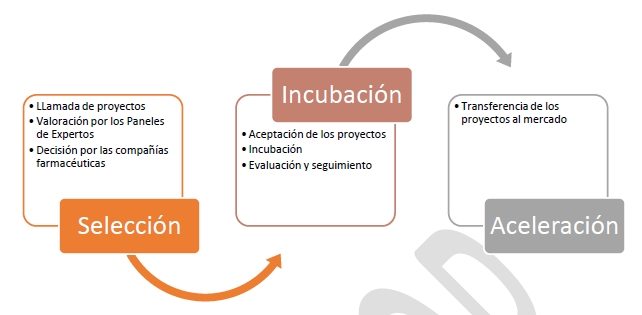 • LLamada de proyectos
• Valoración por los Paneles
de Expertos
• Decisión por las compañías
farmacéuticas
Selección
Incubación
• Aceptación de los proyectos
• Incubación
• Evaluación y seguimiento
• Transferencia de los
proyectos al mercado
Aceleración